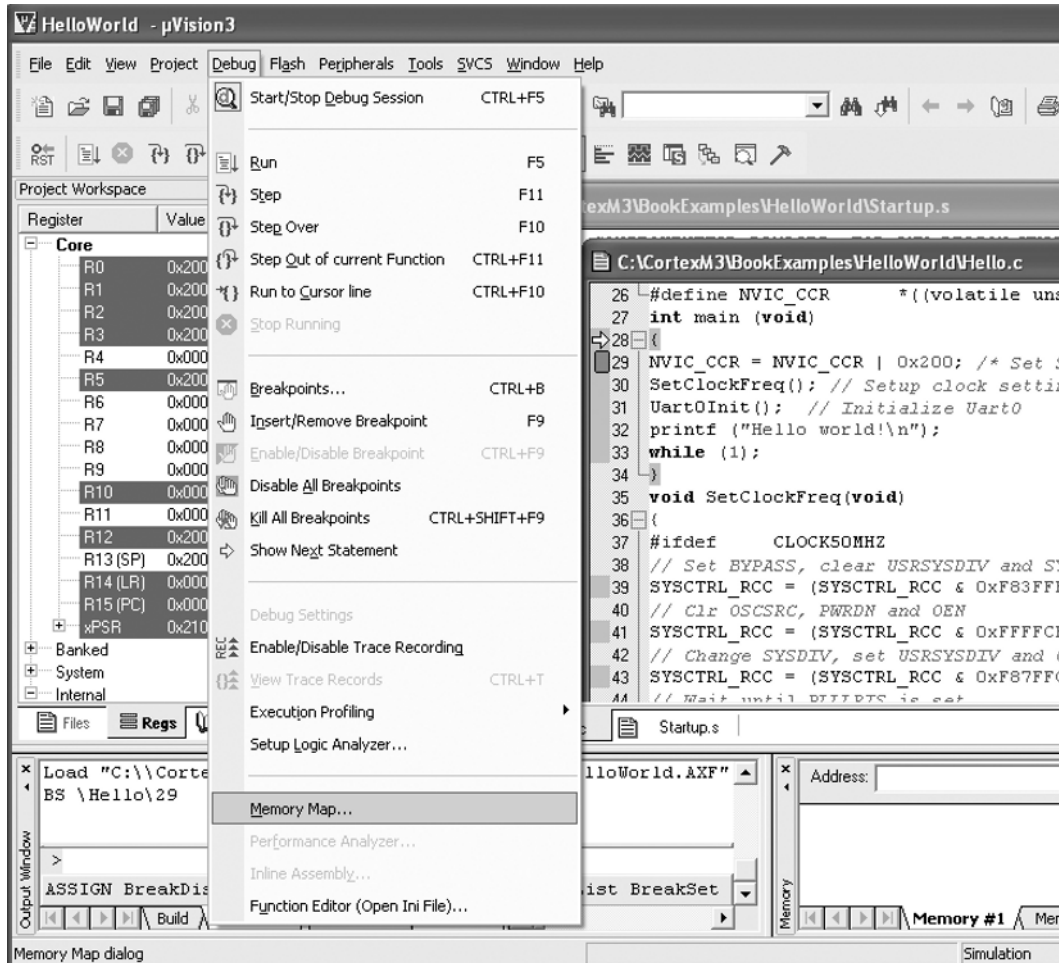 HelloWorld - µVision3
File Edit View Project Debug Flash Peripherals Tools SVCS Window Help
RST
Start/Stop Debug Session CTRL+F5
Run F5
Step F11
Step Over F10
Step Out of current Function CTRL+F11
Run to Cursor line CTRL+F10
Stop Running
Breakpoints... CTRL+B
Insert/Remove Breakpoint F9
Enable/Disable Breakpoint CTRL+F9
Disable All Breakpoints
Kill All Breakpoints CTRL+SHIFT+F9
Show Next Statement
Debug Settings
REC Enable/Disable Trace Recording
View Trace Records CTRL+T
Execution Profiling
Setup Logic Analyzer...
Memory Map...
Performance Analyzer...
Inline Assembly...
Function Editor (Open Ini File)...
Project Workspace
Register Value
Core
R0 0x200
R1 0x200
R2 0x200
R3 0x200
R4 0x000
R5 0x200
R6 0x000
R7 0x000
R8 0x000
R9 0x000
R10 0x000
R11 0x000
R12 0x200
R13 (SP) 0x200
R14 (LR) 0x000
R15 (PC) 0x000
xPSR 0x210
Banked
System
Internal
Files Regs
exM3\BookExamples\HelloWorld\Startup.s
C:\CortexM3\BookExamples\HelloWorld\Hello.c
26 #define NVIC_CCR *((volatile uns
27 int main (void)
28 {
29 NVIC_CCR = NVIC_CCR | 0x200; /* Set
30 SetClockFreq(); // Setup clock settin
31 Uart0Init(); // Initialize Uart0
32 printf ("Hello world!\n");
33 while (1);
34 }
35 void SetClockFreq(void)
36 {
37 #ifdef CLOCK50MHZ
38 // Set BYPASS, clear USRSYSDIV and SY
39 SYSCTRL_RCC = (SYSCTRL_RCC & 0xF83FF
40 // Clr OSCSRC, PWRDN and OEN
41 SYSCTRL_RCC = (SYSCTRL_RCC & 0xFFFFC
42 // Change SYSDIV, set USRSYSDIV and
43 SYSCTRL_RCC = (SYSCTRL_RCC & 0xF87FF
44 // Wait until PLLLRIS is set
Startup.s
Load "C:\\Corte lloWorld.AXF"
BS \Hello\29
>
ASSIGN BreakDis ist BreakSet
Output Window
Build
Address:
Memory
Memory #1 Mer
Memory Map dialog Simulation